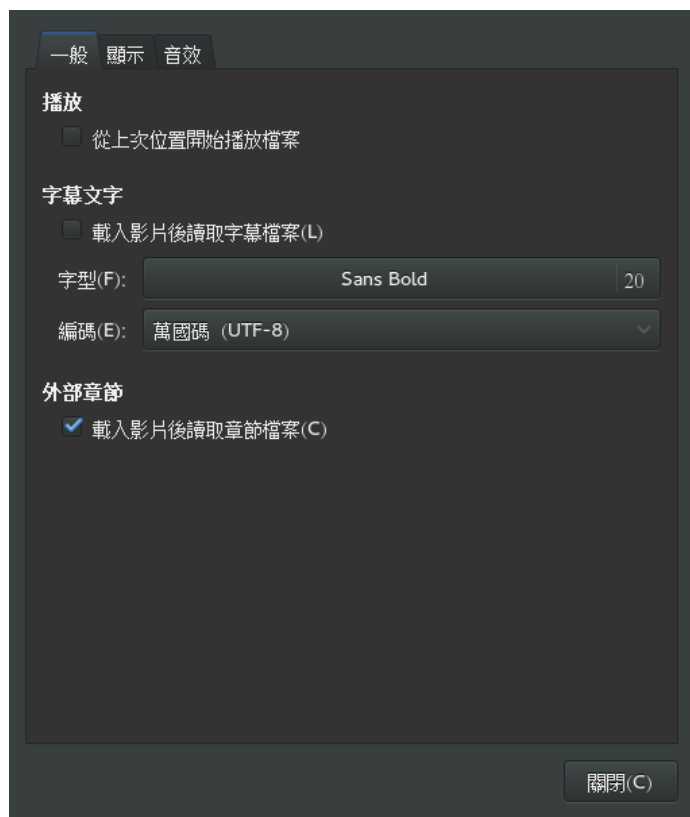 一般 顯示 音效
播放
從上次位置開始播放檔案
字幕文字
載入影片後讀取字幕檔案(L)
字型(F): Sans Bold 20
編碼(E): 萬國碼 (UTF-8)
外部章節
載入影片後讀取章節檔案(C)
關閉(C)